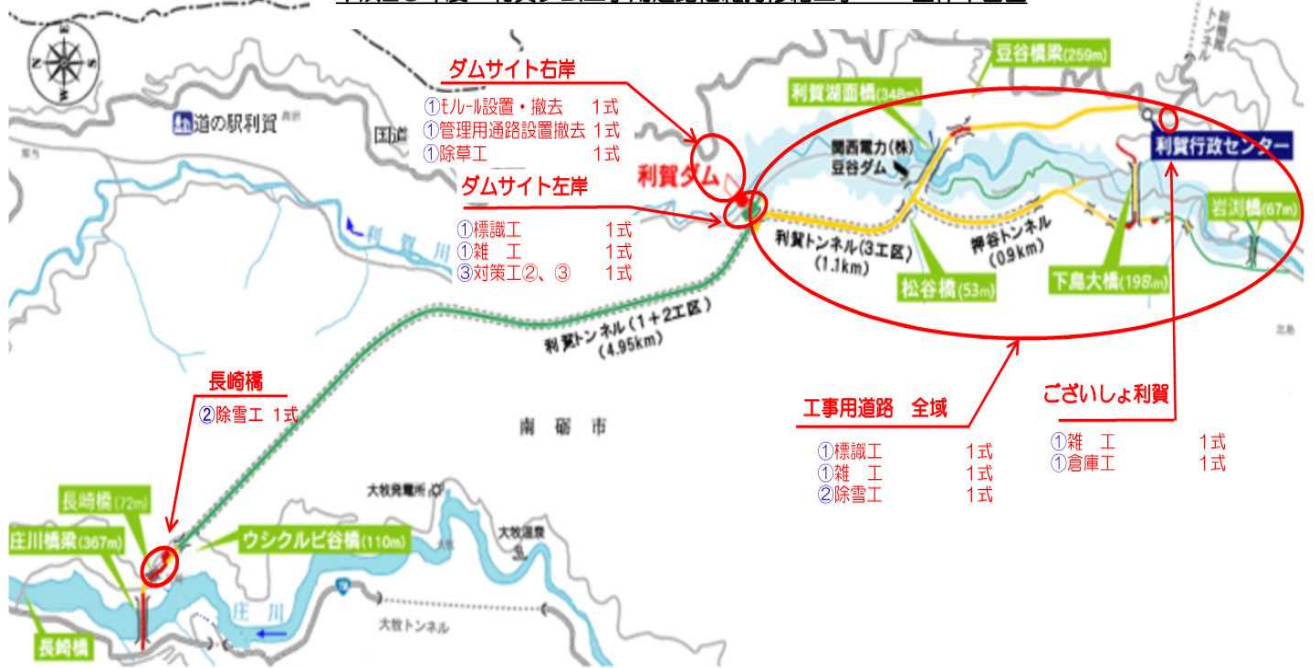 ダムサイト右岸
①モノレール設置・撤去 1式
①管理用通路設置撤去 1式
①除草工 1式
ダムサイト左岸
①標識工 1式
①雑 工 1式
③対策工②、③ 1式
道の駅利賀
国道
利賀川
利賀ダム
利賀湖面橋(348m)
豆谷橋梁(259m)
関西電力(株)
豆谷ダム
利賀行政センター
岩渕橋(67m)
利賀トンネル(3工区)
(1.1km)
押谷トンネル
(0.9km)
松谷橋(53m)
下島大橋(198m)
利賀トンネル(1+2工区)
(4.95km)
長崎橋
②除雪工 1式
南砺市
工事用道路 全域
①標識工 1式
①雑 工 1式
②除雪工 1式
ございしょ利賀
①雑 工 1式
①倉庫工 1式
長崎橋(72m)
庄川橋梁(367m)
ウシクルビ谷橋(110m)
大牧発電所
大牧温泉
大牧
庄川
大牧トンネル
長崎橋